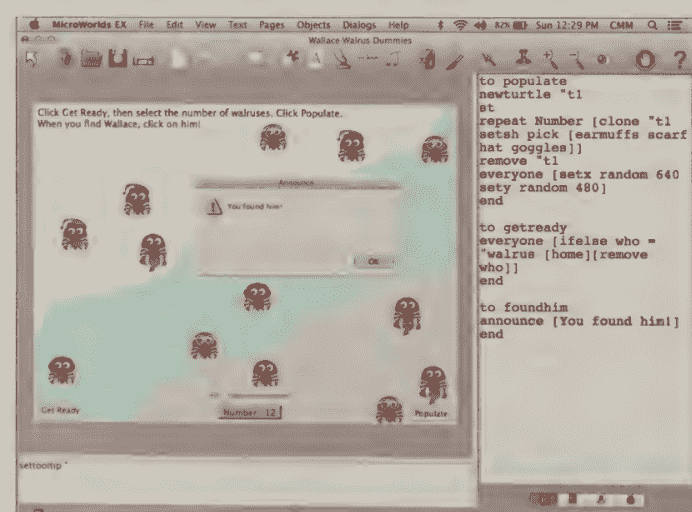 MicroWorlds EX File Edit View Text Pages Objects Dialogs Help 82% Sun 12:29 PM CMM
Wallace Walrus Dummies
Click Get Ready, then select the number of walruses. Click Populate.
When you find Wallace, click on him!
Announce
You found him!
OK
Get Ready
Number 12
Populate
settooltip "
to populate
newturtle "t1
st
repeat Number [clone "t1
setsh pick [earmuffs scarf
hat goggles]]
remove "t1
everyone [setx random 640
sety random 480]
end
to getready
everyone [ifelse who =
"walrus [home][remove
who]]
end
to foundhim
announce [You found him!]
end